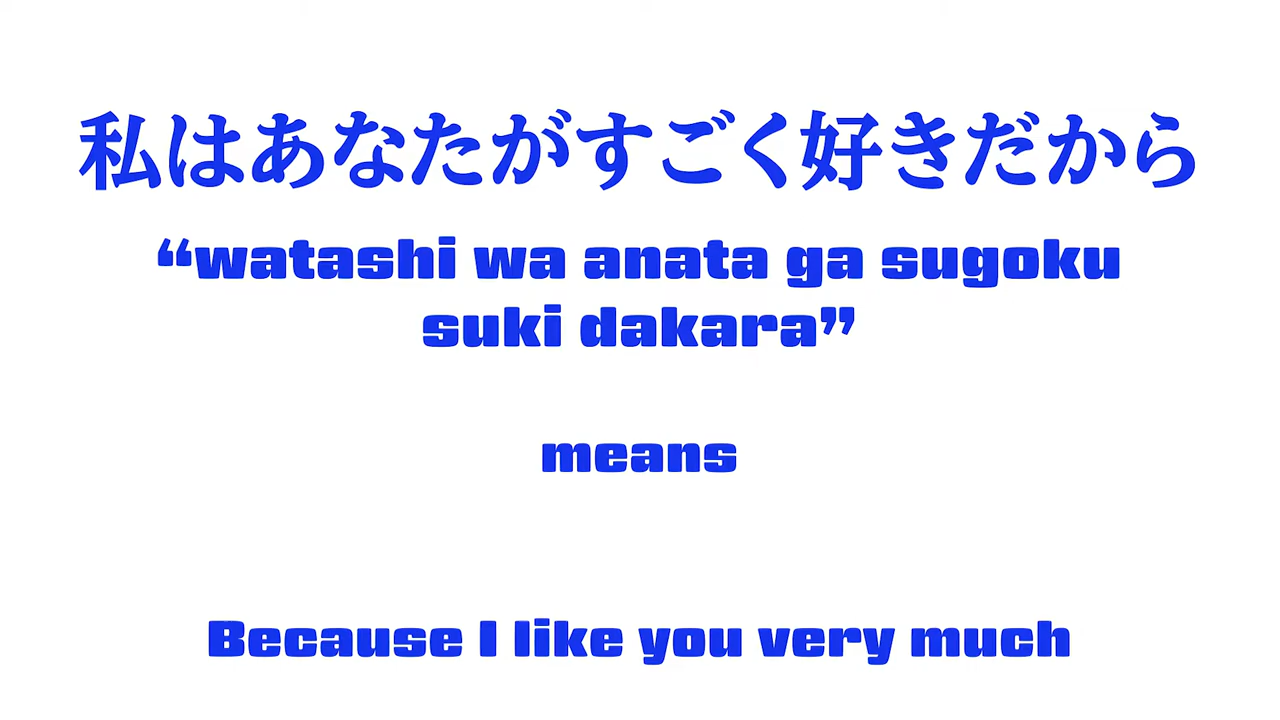 私はあなたがすごく好きだから
“watashi wa anata ga sugoku
suki dakara”
means
Because I like you very much